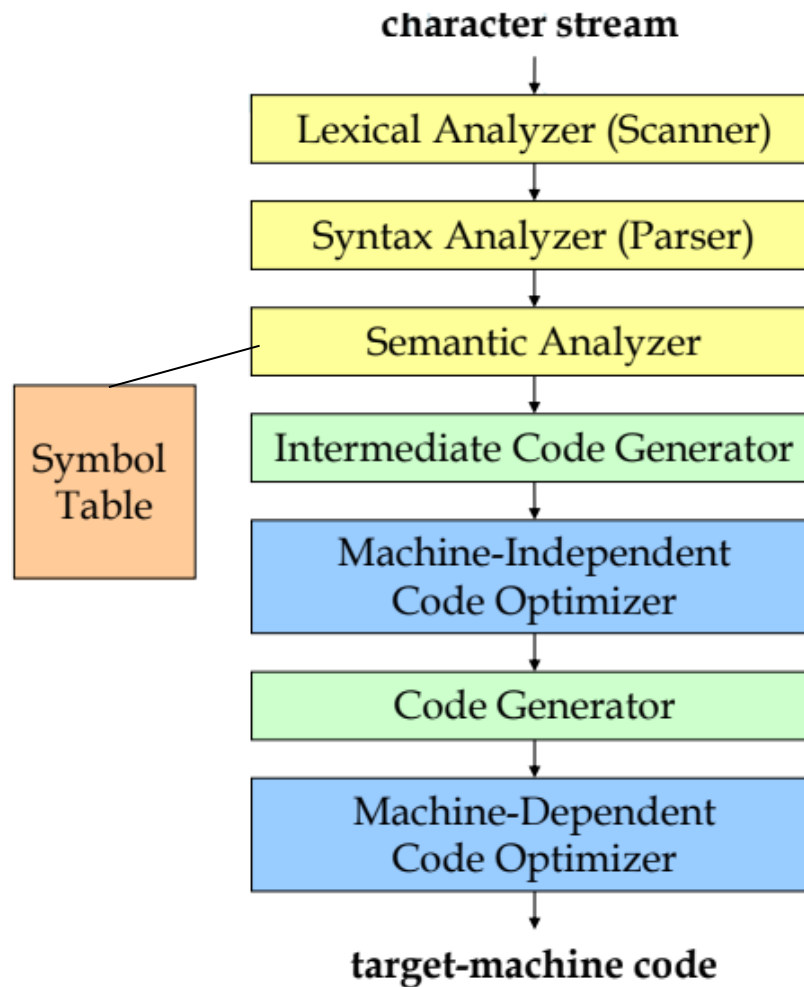 character stream
Lexical Analyzer (Scanner)
Syntax Analyzer (Parser)
Semantic Analyzer
Symbol
Table
Intermediate Code Generator
Machine-Independent
Code Optimizer
Code Generator
Machine-Dependent
Code Optimizer
target-machine code